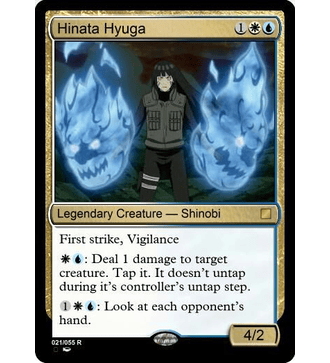 Hinata Hyuga 1
Legendary Creature — Shinobi
First strike, Vigilance
: Deal 1 damage to target
creature. Tap it. It doesn't untap
during it's controller's untap step.
1 : Look at each opponent's
hand.
021/055 R
4/2